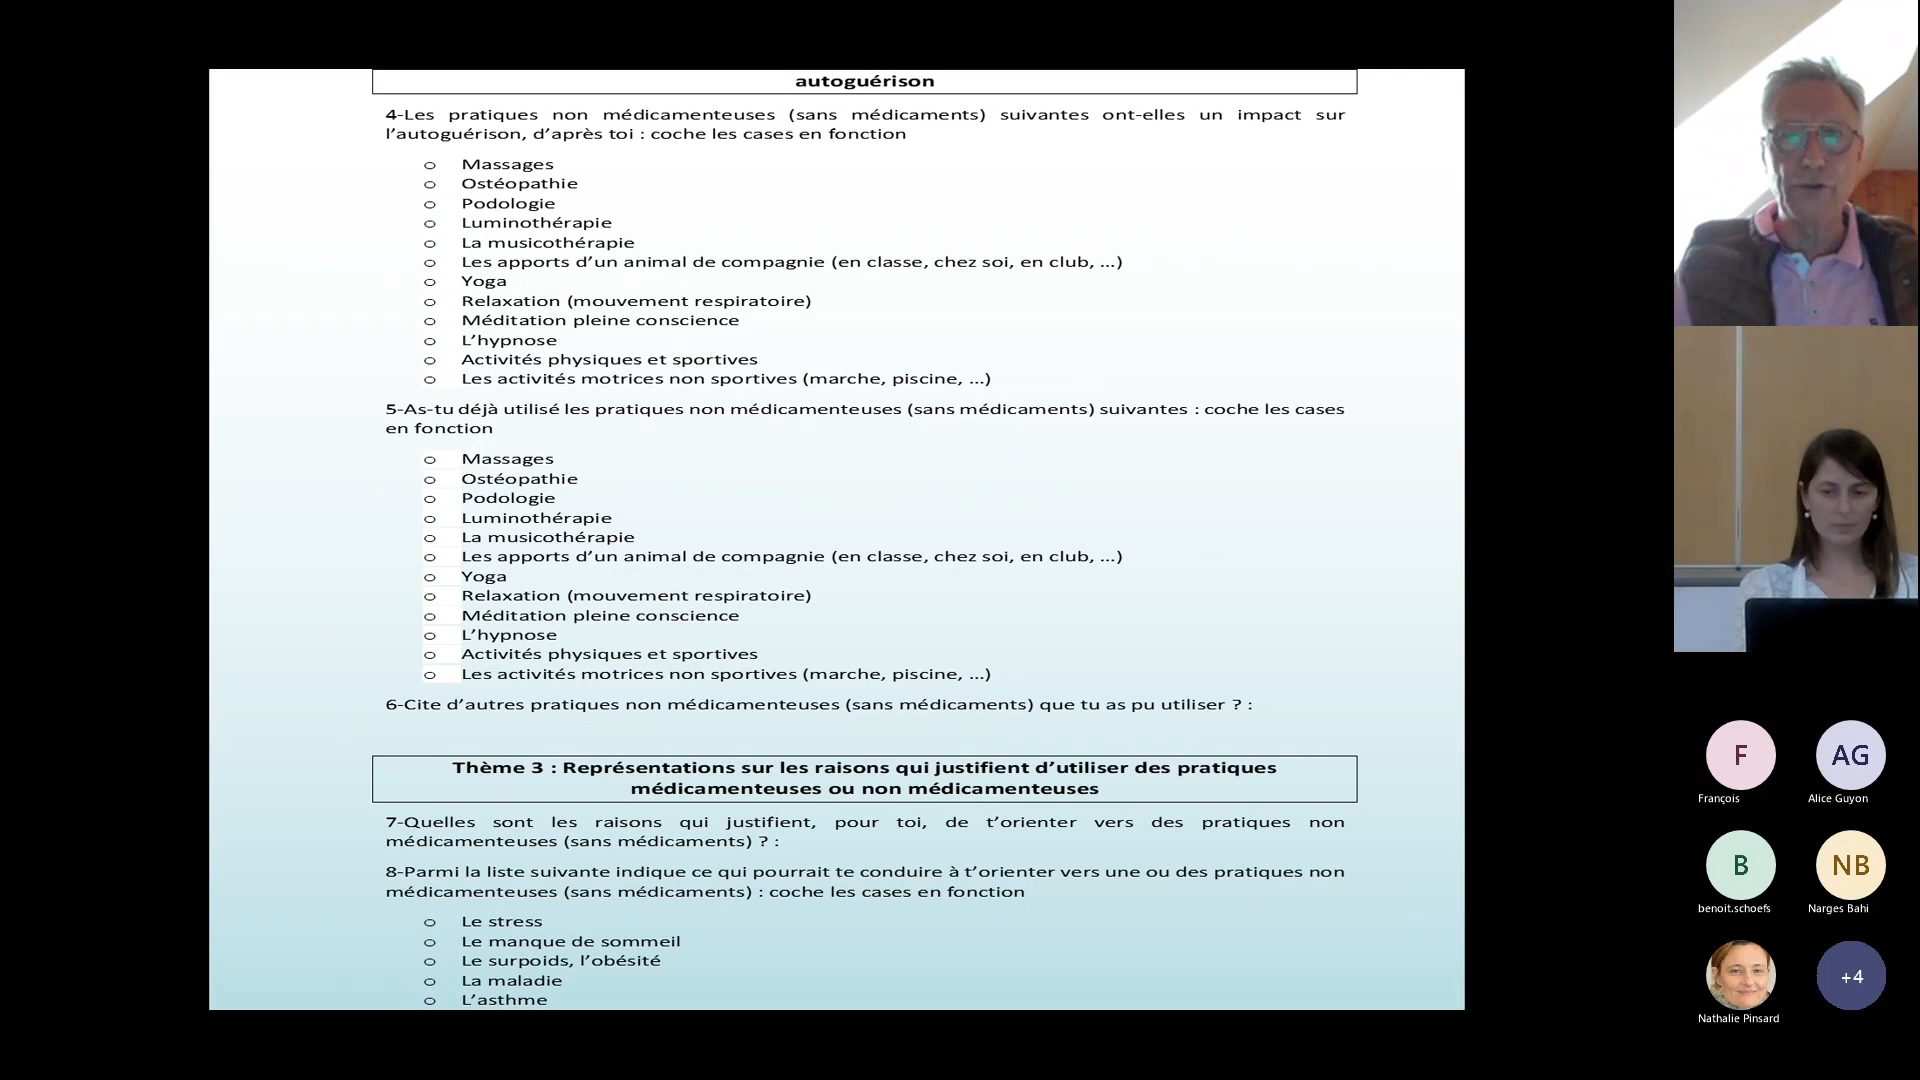 autoguérison
4-Les pratiques non médicamenteuses (sans médicaments) suivantes ont-elles un impact sur
l’autoguérison, d’après toi : coche les cases en fonction
o Massages
o Ostéopathie
o Podologie
o Luminothérapie
o La musicothérapie
o Les apports d’un animal de compagnie (en classe, chez soi, en club, ...)
o Yoga
o Relaxation (mouvement respiratoire)
o Méditation pleine conscience
o L’hypnose
o Activités physiques et sportives
o Les activités motrices non sportives (marche, piscine, ...)
5-As-tu déjà utilisé les pratiques non médicamenteuses (sans médicaments) suivantes : coche les cases
en fonction
o Massages
o Ostéopathie
o Podologie
o Luminothérapie
o La musicothérapie
o Les apports d’un animal de compagnie (en classe, chez soi, en club, ...)
o Yoga
o Relaxation (mouvement respiratoire)
o Méditation pleine conscience
o L’hypnose
o Activités physiques et sportives
o Les activités motrices non sportives (marche, piscine, ...)
6-Cite d’autres pratiques non médicamenteuses (sans médicaments) que tu as pu utiliser ? :
Thème 3 : Représentations sur les raisons qui justifient d’utiliser des pratiques
médicamenteuses ou non médicamenteuses
7-Quelles sont les raisons qui justifient, pour toi, de t’orienter vers des pratiques non
médicamenteuses (sans médicaments) ? :
8-Parmi la liste suivante indique ce qui pourrait te conduire à t’orienter vers une ou des pratiques non
médicamenteuses (sans médicaments) : coche les cases en fonction
o Le stress
o Le manque de sommeil
o Le surpoids, l’obésité
o La maladie
o L’asthme
F
François
AG
Alice Guyon
B
benoit.schoefs
NB
Narges Bahi
Nathalie Pinsard
+4